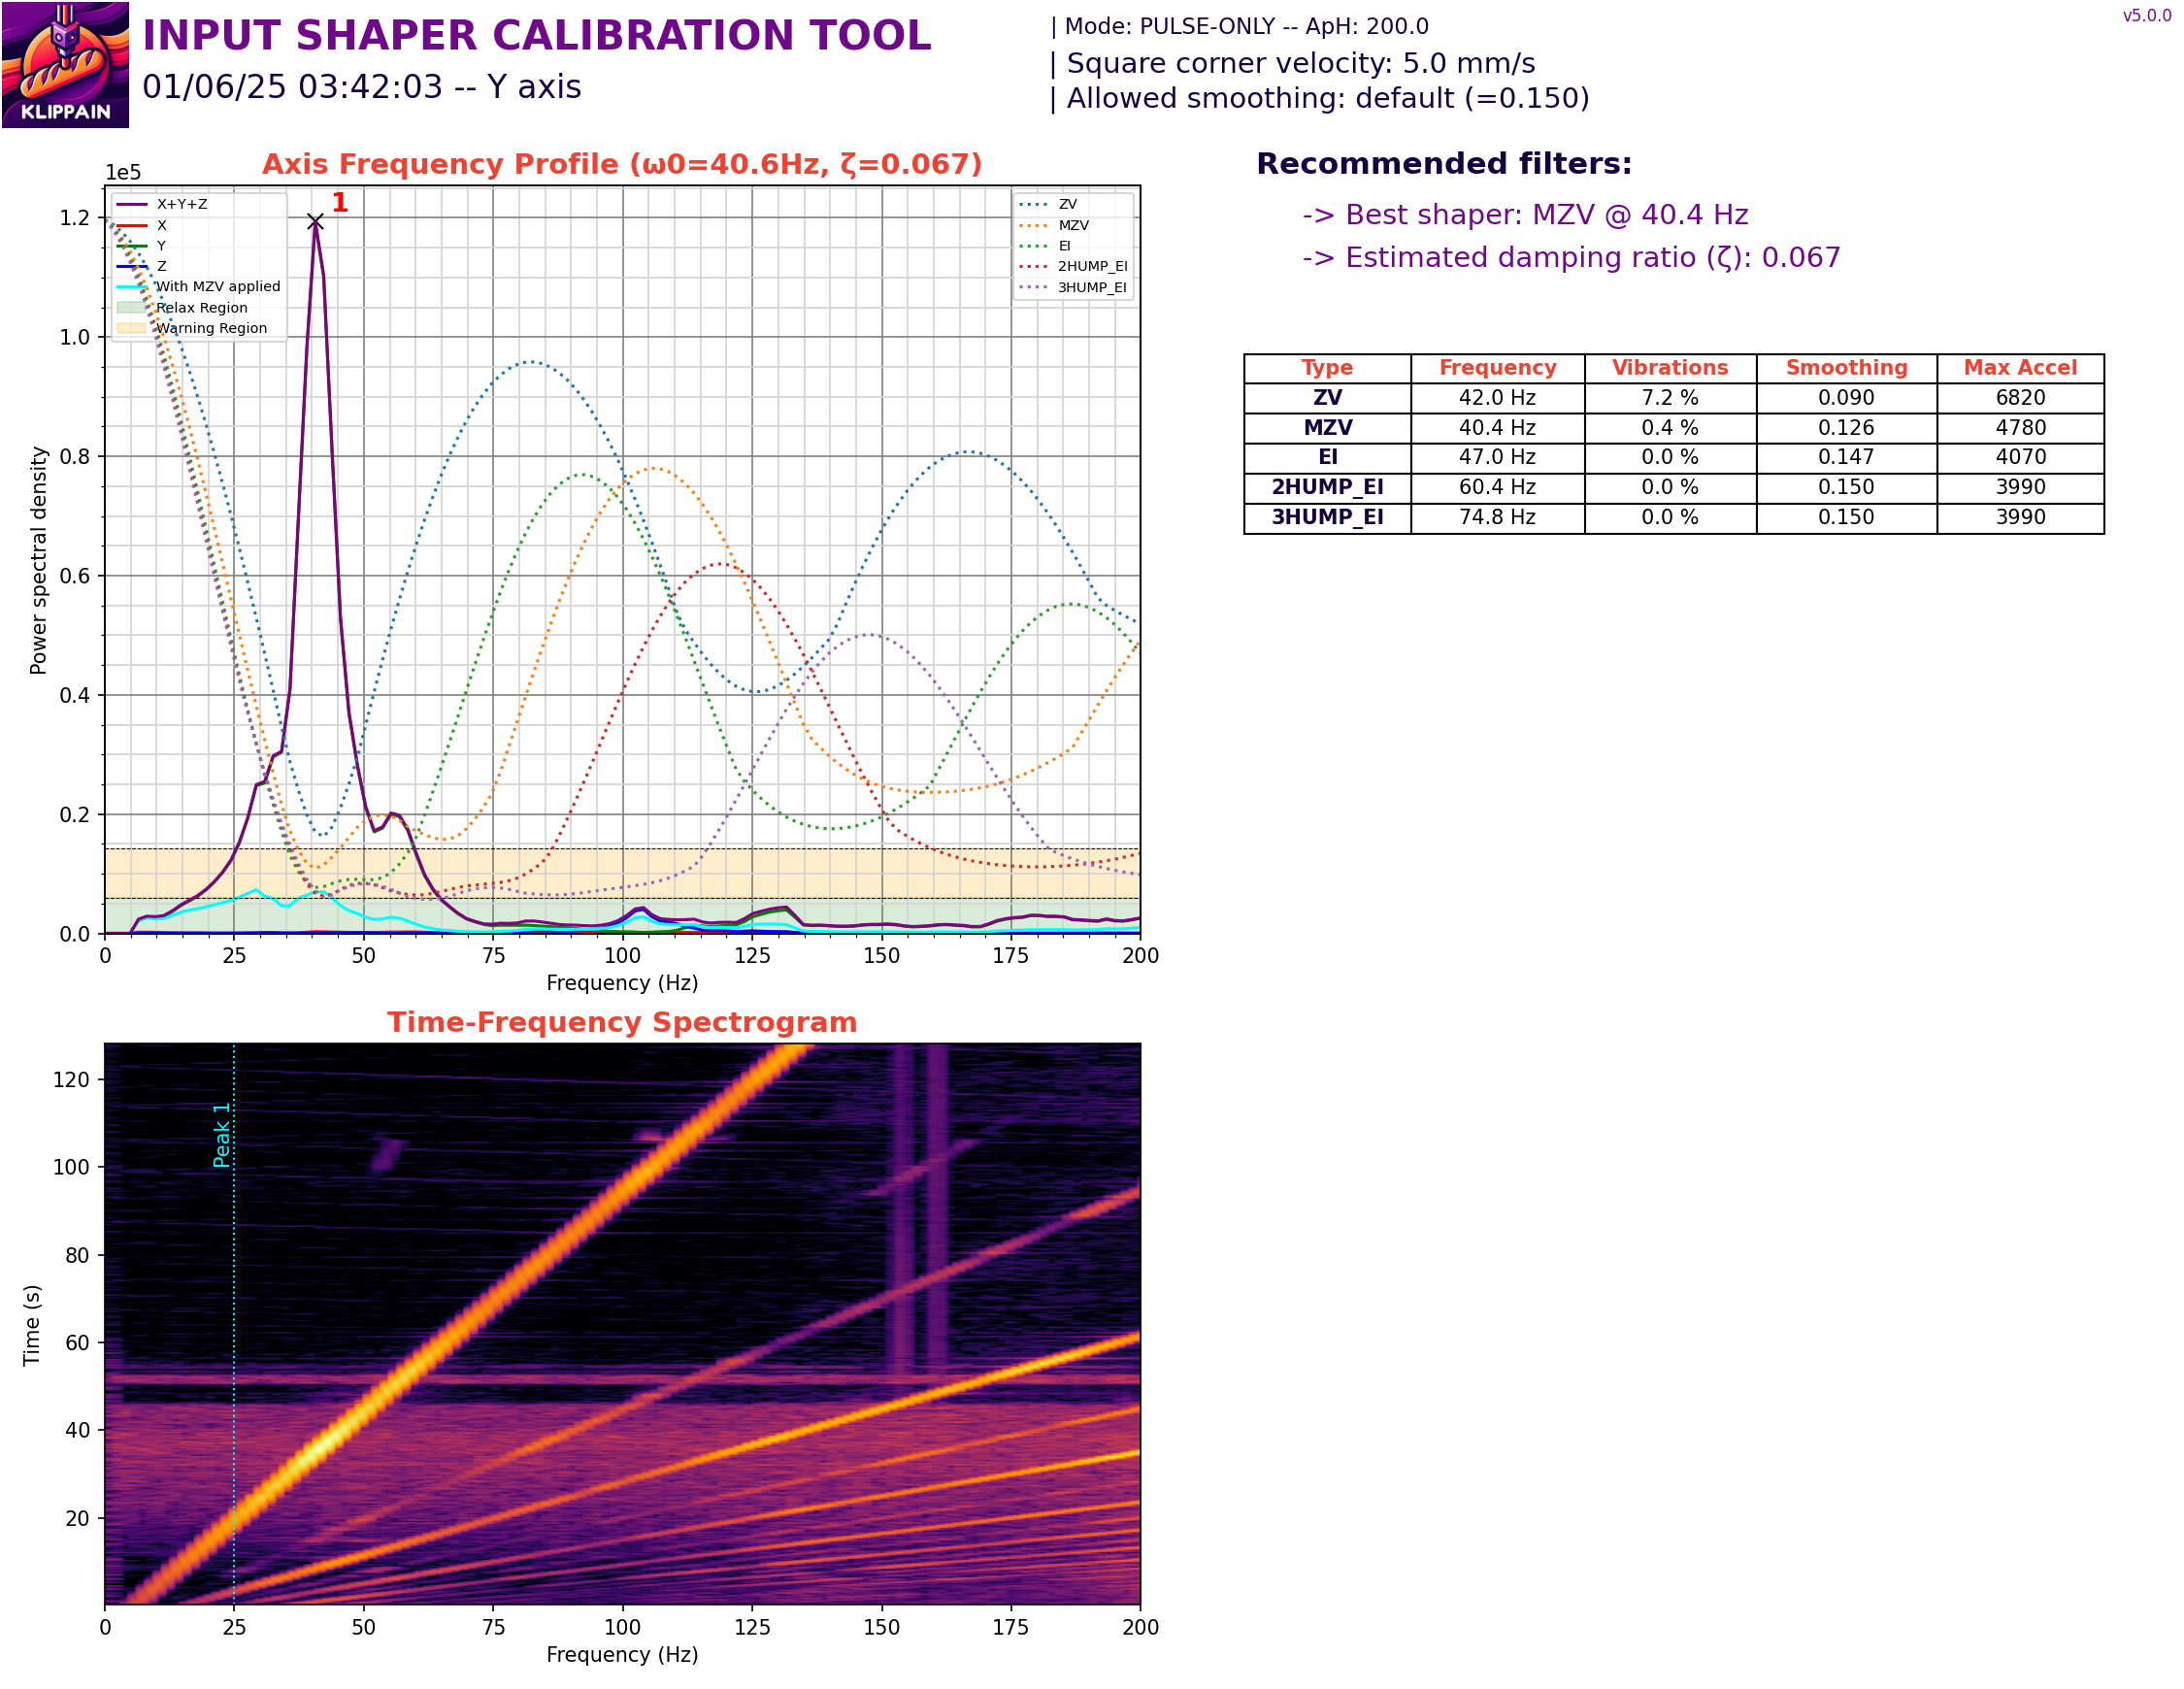 INPUT SHAPER CALIBRATION TOOL
01/06/25 03:42:03 -- Y axis
KLIPPAIN
| Mode: PULSE-ONLY -- ApH: 200.0
| Square corner velocity: 5.0 mm/s
| Allowed smoothing: default (=0.150)
v5.0.0
Axis Frequency Profile (ω0=40.6Hz, ζ=0.067)
1e5
1
X+Y+Z
X
Y
Z
With MZV applied
Relax Region
Warning Region
ZV
MZV
EI
2HUMP_EI
3HUMP_EI
1.2
1.0
0.8
0.6
0.4
0.2
0.0
Power spectral density
0 25 50 75 100 125 150 175 200
Frequency (Hz)
Recommended filters:
-> Best shaper: MZV @ 40.4 Hz
-> Estimated damping ratio (ζ): 0.067
Type Frequency Vibrations Smoothing Max Accel
ZV 42.0 Hz 7.2 % 0.090 6820
MZV 40.4 Hz 0.4 % 0.126 4780
EI 47.0 Hz 0.0 % 0.147 4070
2HUMP_EI 60.4 Hz 0.0 % 0.150 3990
3HUMP_EI 74.8 Hz 0.0 % 0.150 3990
Time-Frequency Spectrogram
Peak 1
120
100
80
60
40
20
Time (s)
0 25 50 75 100 125 150 175 200
Frequency (Hz)